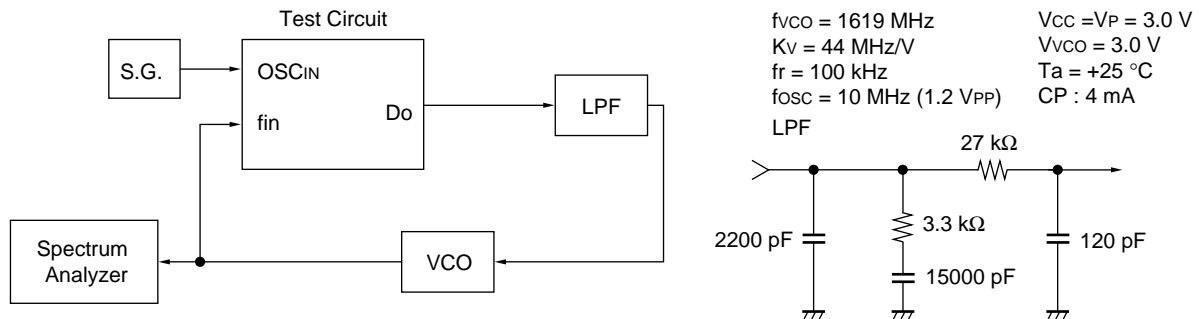 Test Circuit
S.G.
OSCIN
fin
Do
LPF
Spectrum
Analyzer
VCO
fVCO = 1619 MHz
KV = 44 MHz/V
fr = 100 kHz
fOSC = 10 MHz (1.2 VPP)
LPF
VCC =VP = 3.0 V
VVCO = 3.0 V
Ta = +25 °C
CP : 4 mA
27 kΩ
3.3 kΩ
2200 pF
120 pF
15000 pF